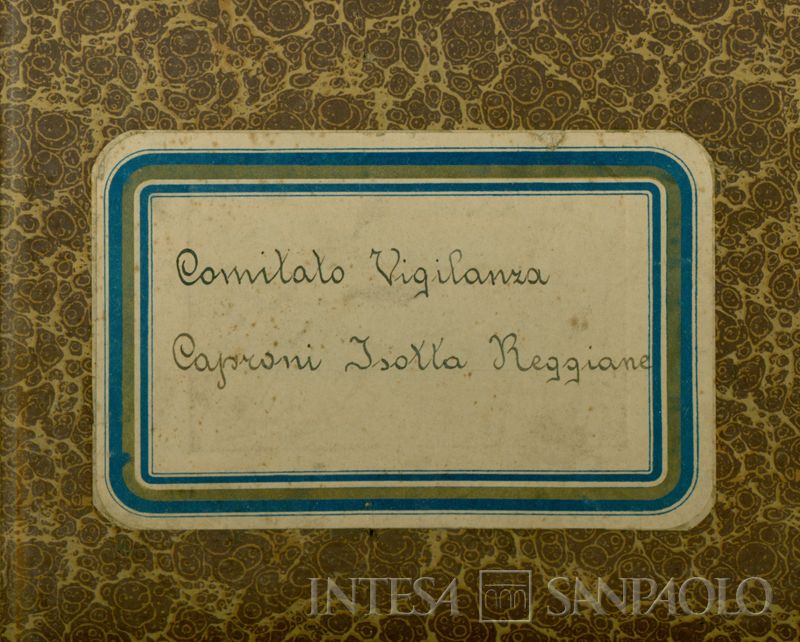 Comitato Vigilanza
Caproni Isotta Reggiane
INTESA SANPAOLO